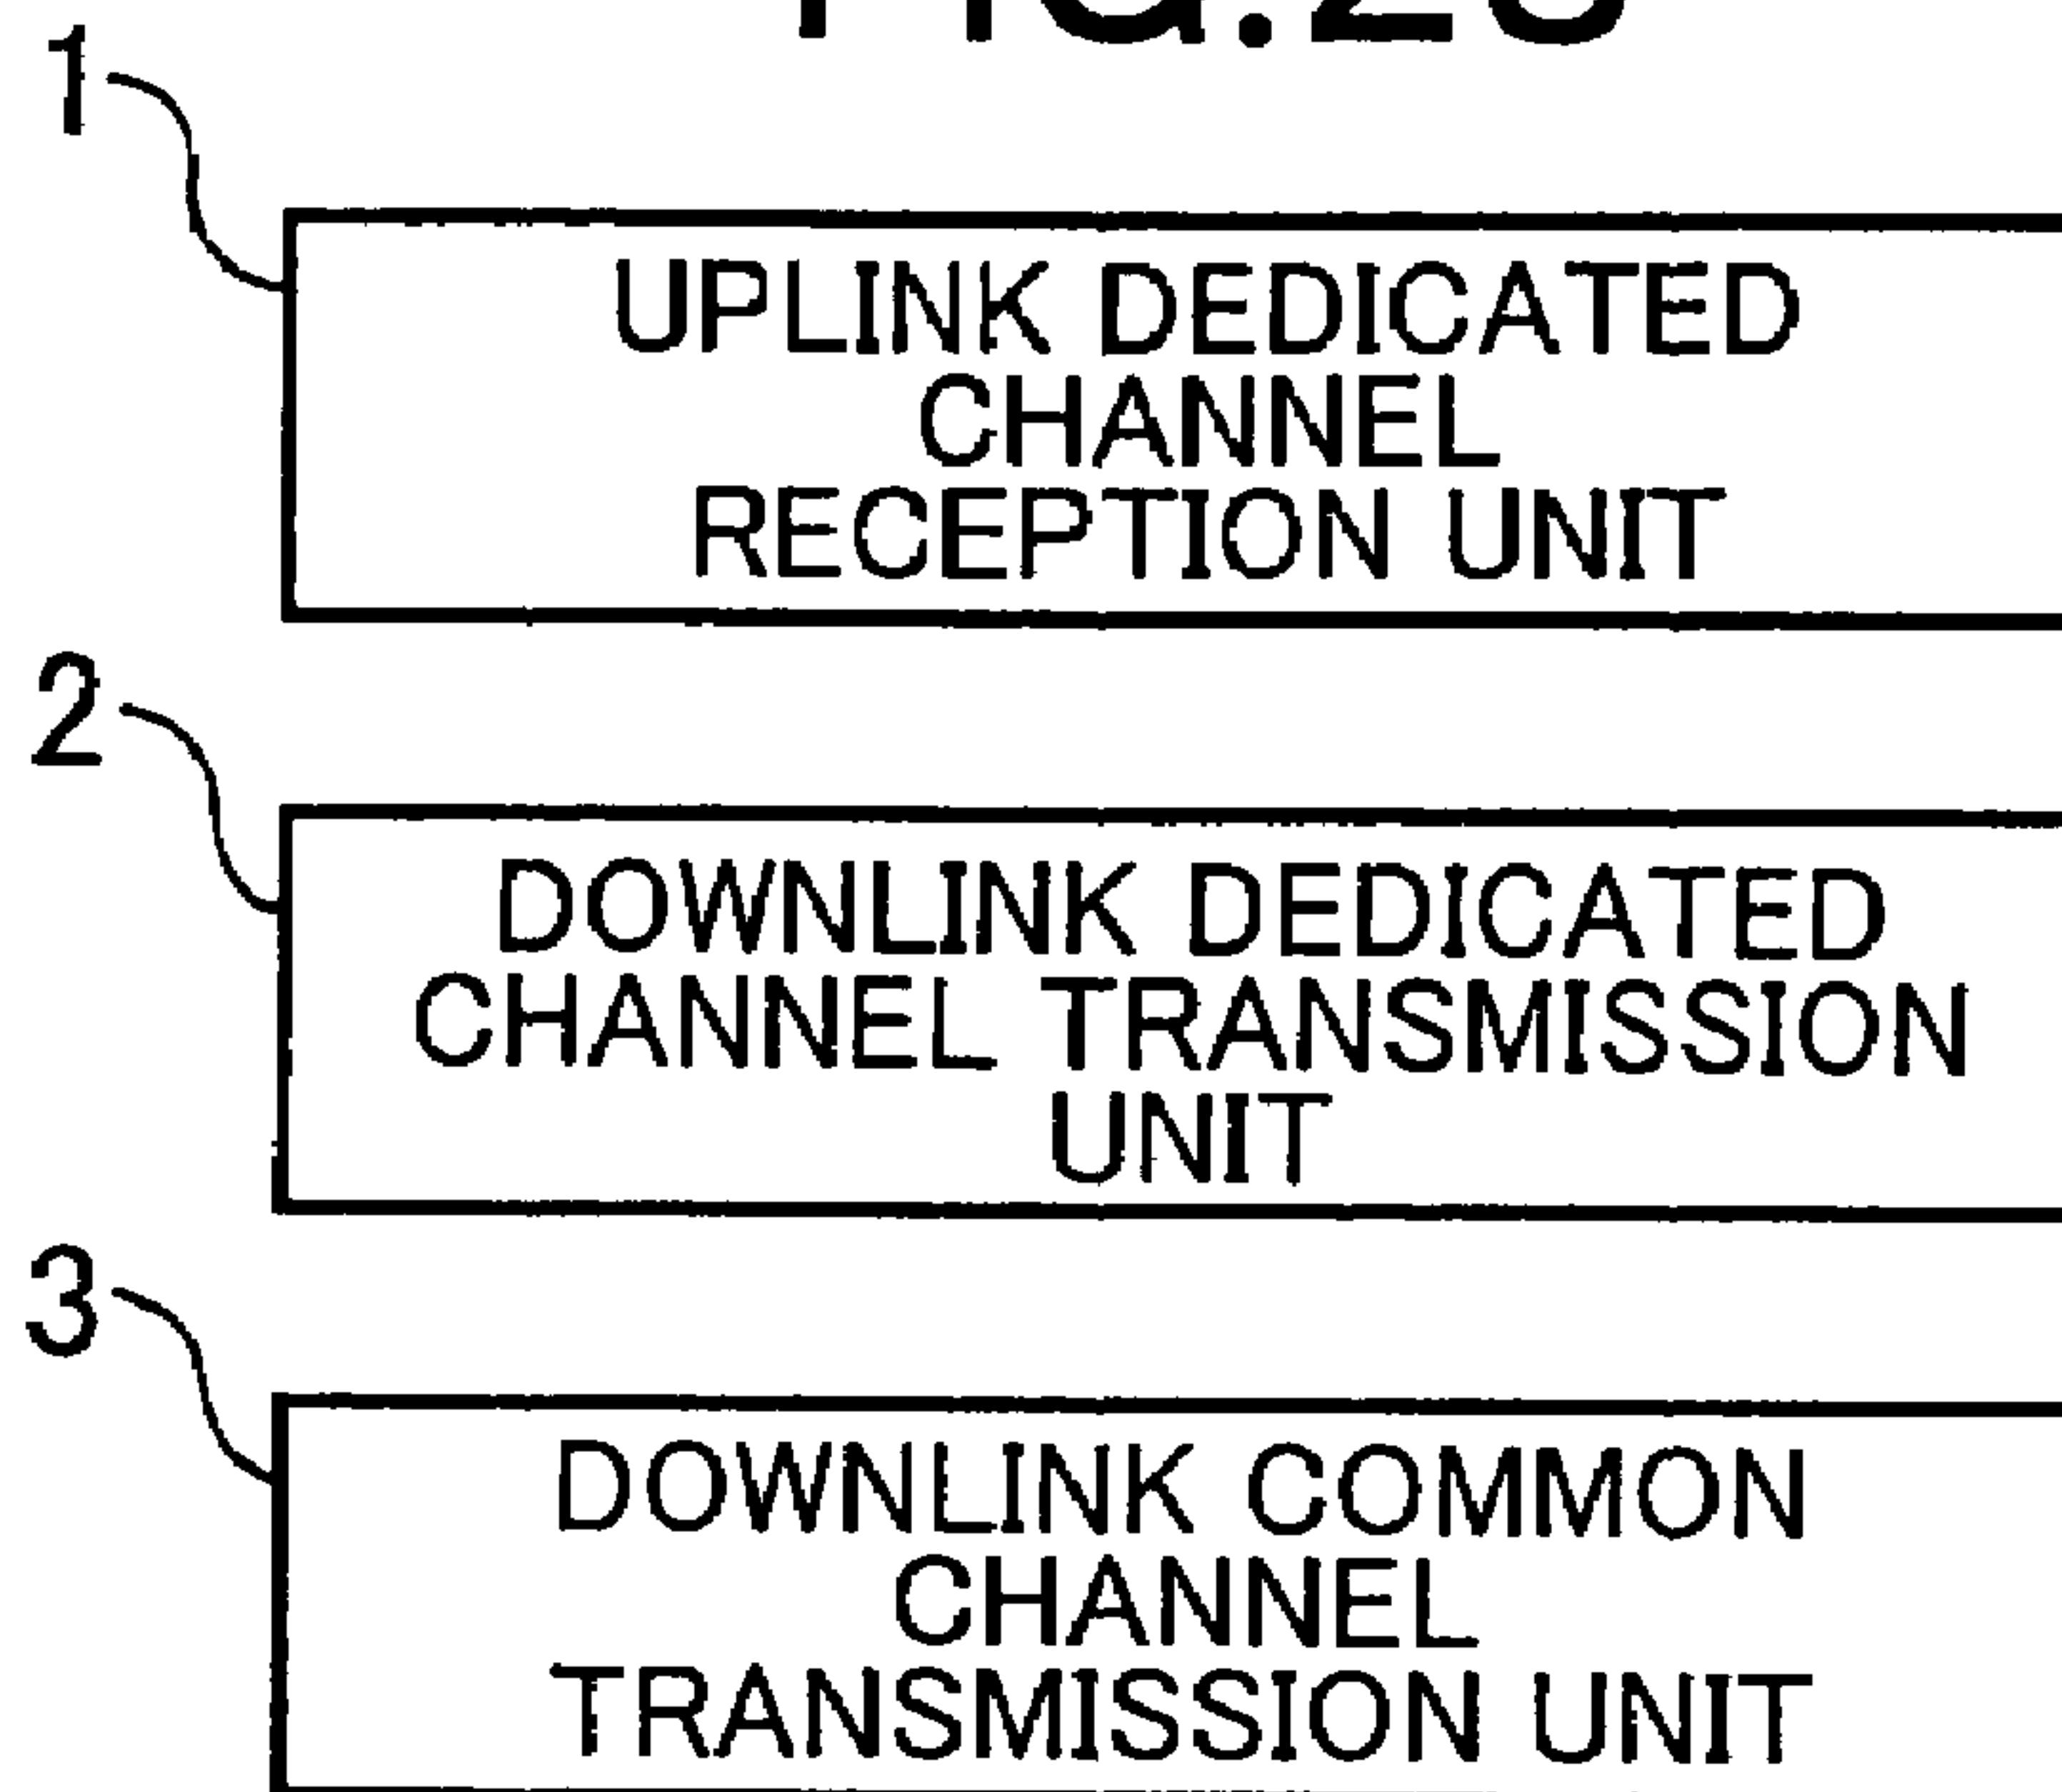 1
UPLINK DEDICATED
CHANNEL
RECEPTION UNIT
2
DOWNLINK DEDICATED
CHANNEL TRANSMISSION
UNIT
3
DOWNLINK COMMON
CHANNEL
TRANSMISSION UNIT